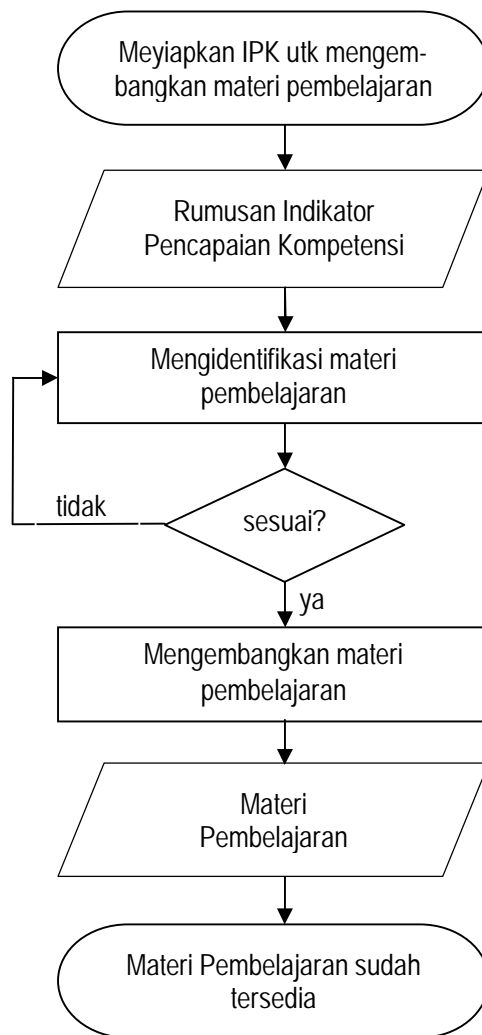 Meyiapkan IPK utk mengem-
bangkan materi pembelajaran
Rumusan Indikator
Pencapaian Kompetensi
Mengidentifikasi materi
pembelajaran
tidak
sesuai?
ya
Mengembangkan materi
pembelajaran
Materi
Pembelajaran
Materi Pembelajaran sudah
tersedia